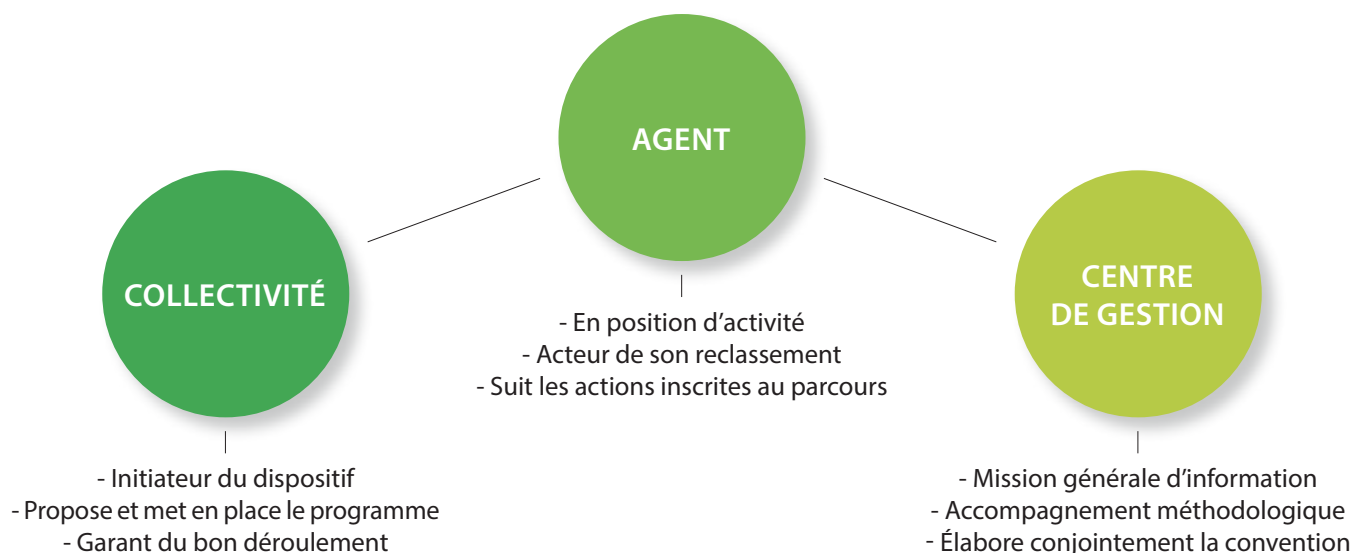 AGENT
- En position d’activité
- Acteur de son reclassement
- Suit les actions inscrites au parcours
COLLECTIVITÉ
- Initiateur du dispositif
- Propose et met en place le programme
- Garant du bon déroulement
CENTRE
DE GESTION
- Mission générale d’information
- Accompagnement méthodologique
- Élabore conjointement la convention